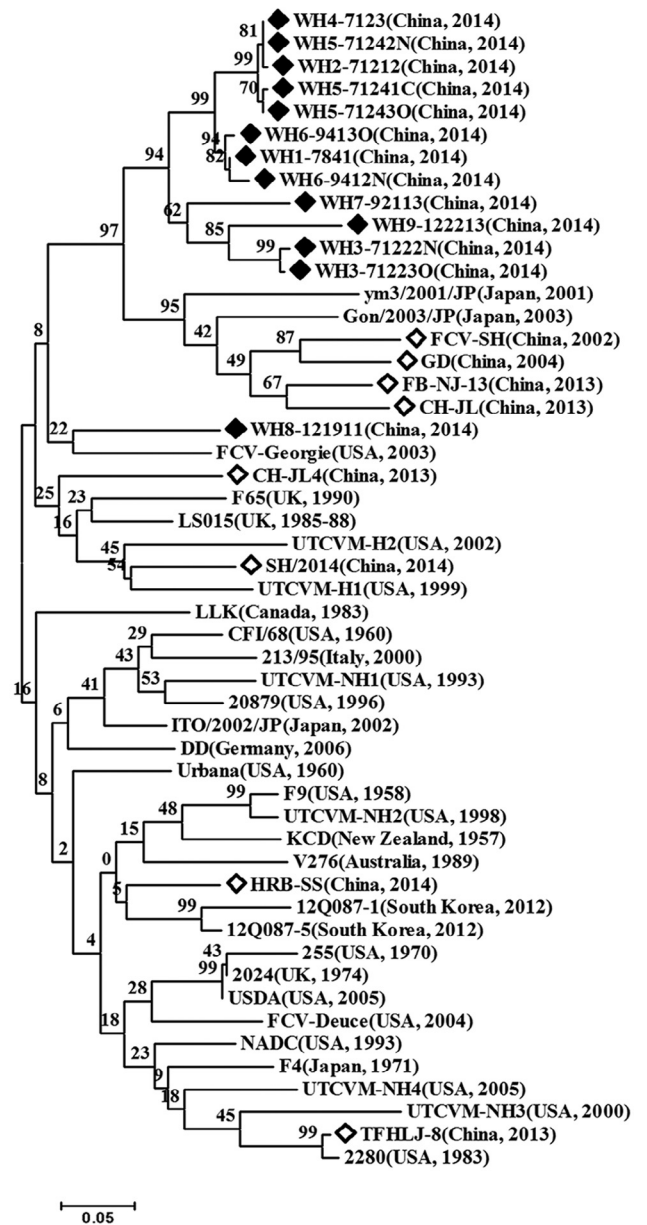 81
WH4-7123(China, 2014)
WH5-71242N(China, 2014)
99
WH2-71212(China, 2014)
70
WH5-71241C(China, 2014)
99
WH5-71243O(China, 2014)
94
WH6-9413O(China, 2014)
82
WH1-7841(China, 2014)
94
WH6-9412N(China, 2014)
62
WH7-92113(China, 2014)
97
85
WH9-122213(China, 2014)
99
WH3-71222N(China, 2014)
WH3-71223O(China, 2014)
95
ym3/2001/JP(Japan, 2001)
42
Gon/2003/JP(Japan, 2003)
8
87
FCV-SH(China, 2002)
49
GD(China, 2004)
67
FB-NJ-13(China, 2013)
CH-JL(China, 2013)
22
WH8-121911(China, 2014)
FCV-Georgie(USA, 2003)
25
CH-JL4(China, 2013)
23
F65(UK, 1990)
16
LS015(UK, 1985-88)
45
UTCVM-H2(USA, 2002)
54
SH/2014(China, 2014)
UTCVM-H1(USA, 1999)
LLK(Canada, 1983)
29
CFI/68(USA, 1960)
43
213/95(Italy, 2000)
16
41
53
UTCVM-NH1(USA, 1993)
20879(USA, 1996)
6
ITO/2002/JP(Japan, 2002)
DD(Germany, 2006)
8
Urbana(USA, 1960)
99
F9(USA, 1958)
48
UTCVM-NH2(USA, 1998)
15
KCD(New Zealand, 1957)
2
0
V276(Australia, 1989)
5
HRB-SS(China, 2014)
99
12Q087-1(South Korea, 2012)
12Q087-5(South Korea, 2012)
4
43
255(USA, 1970)
99
2024(UK, 1974)
28
USDA(USA, 2005)
18
FCV-Deuce(USA, 2004)
23
NADC(USA, 1993)
9
F4(Japan, 1971)
18
UTCVM-NH4(USA, 2005)
45
UTCVM-NH3(USA, 2000)
99
TFHLJ-8(China, 2013)
2280(USA, 1983)
0.05